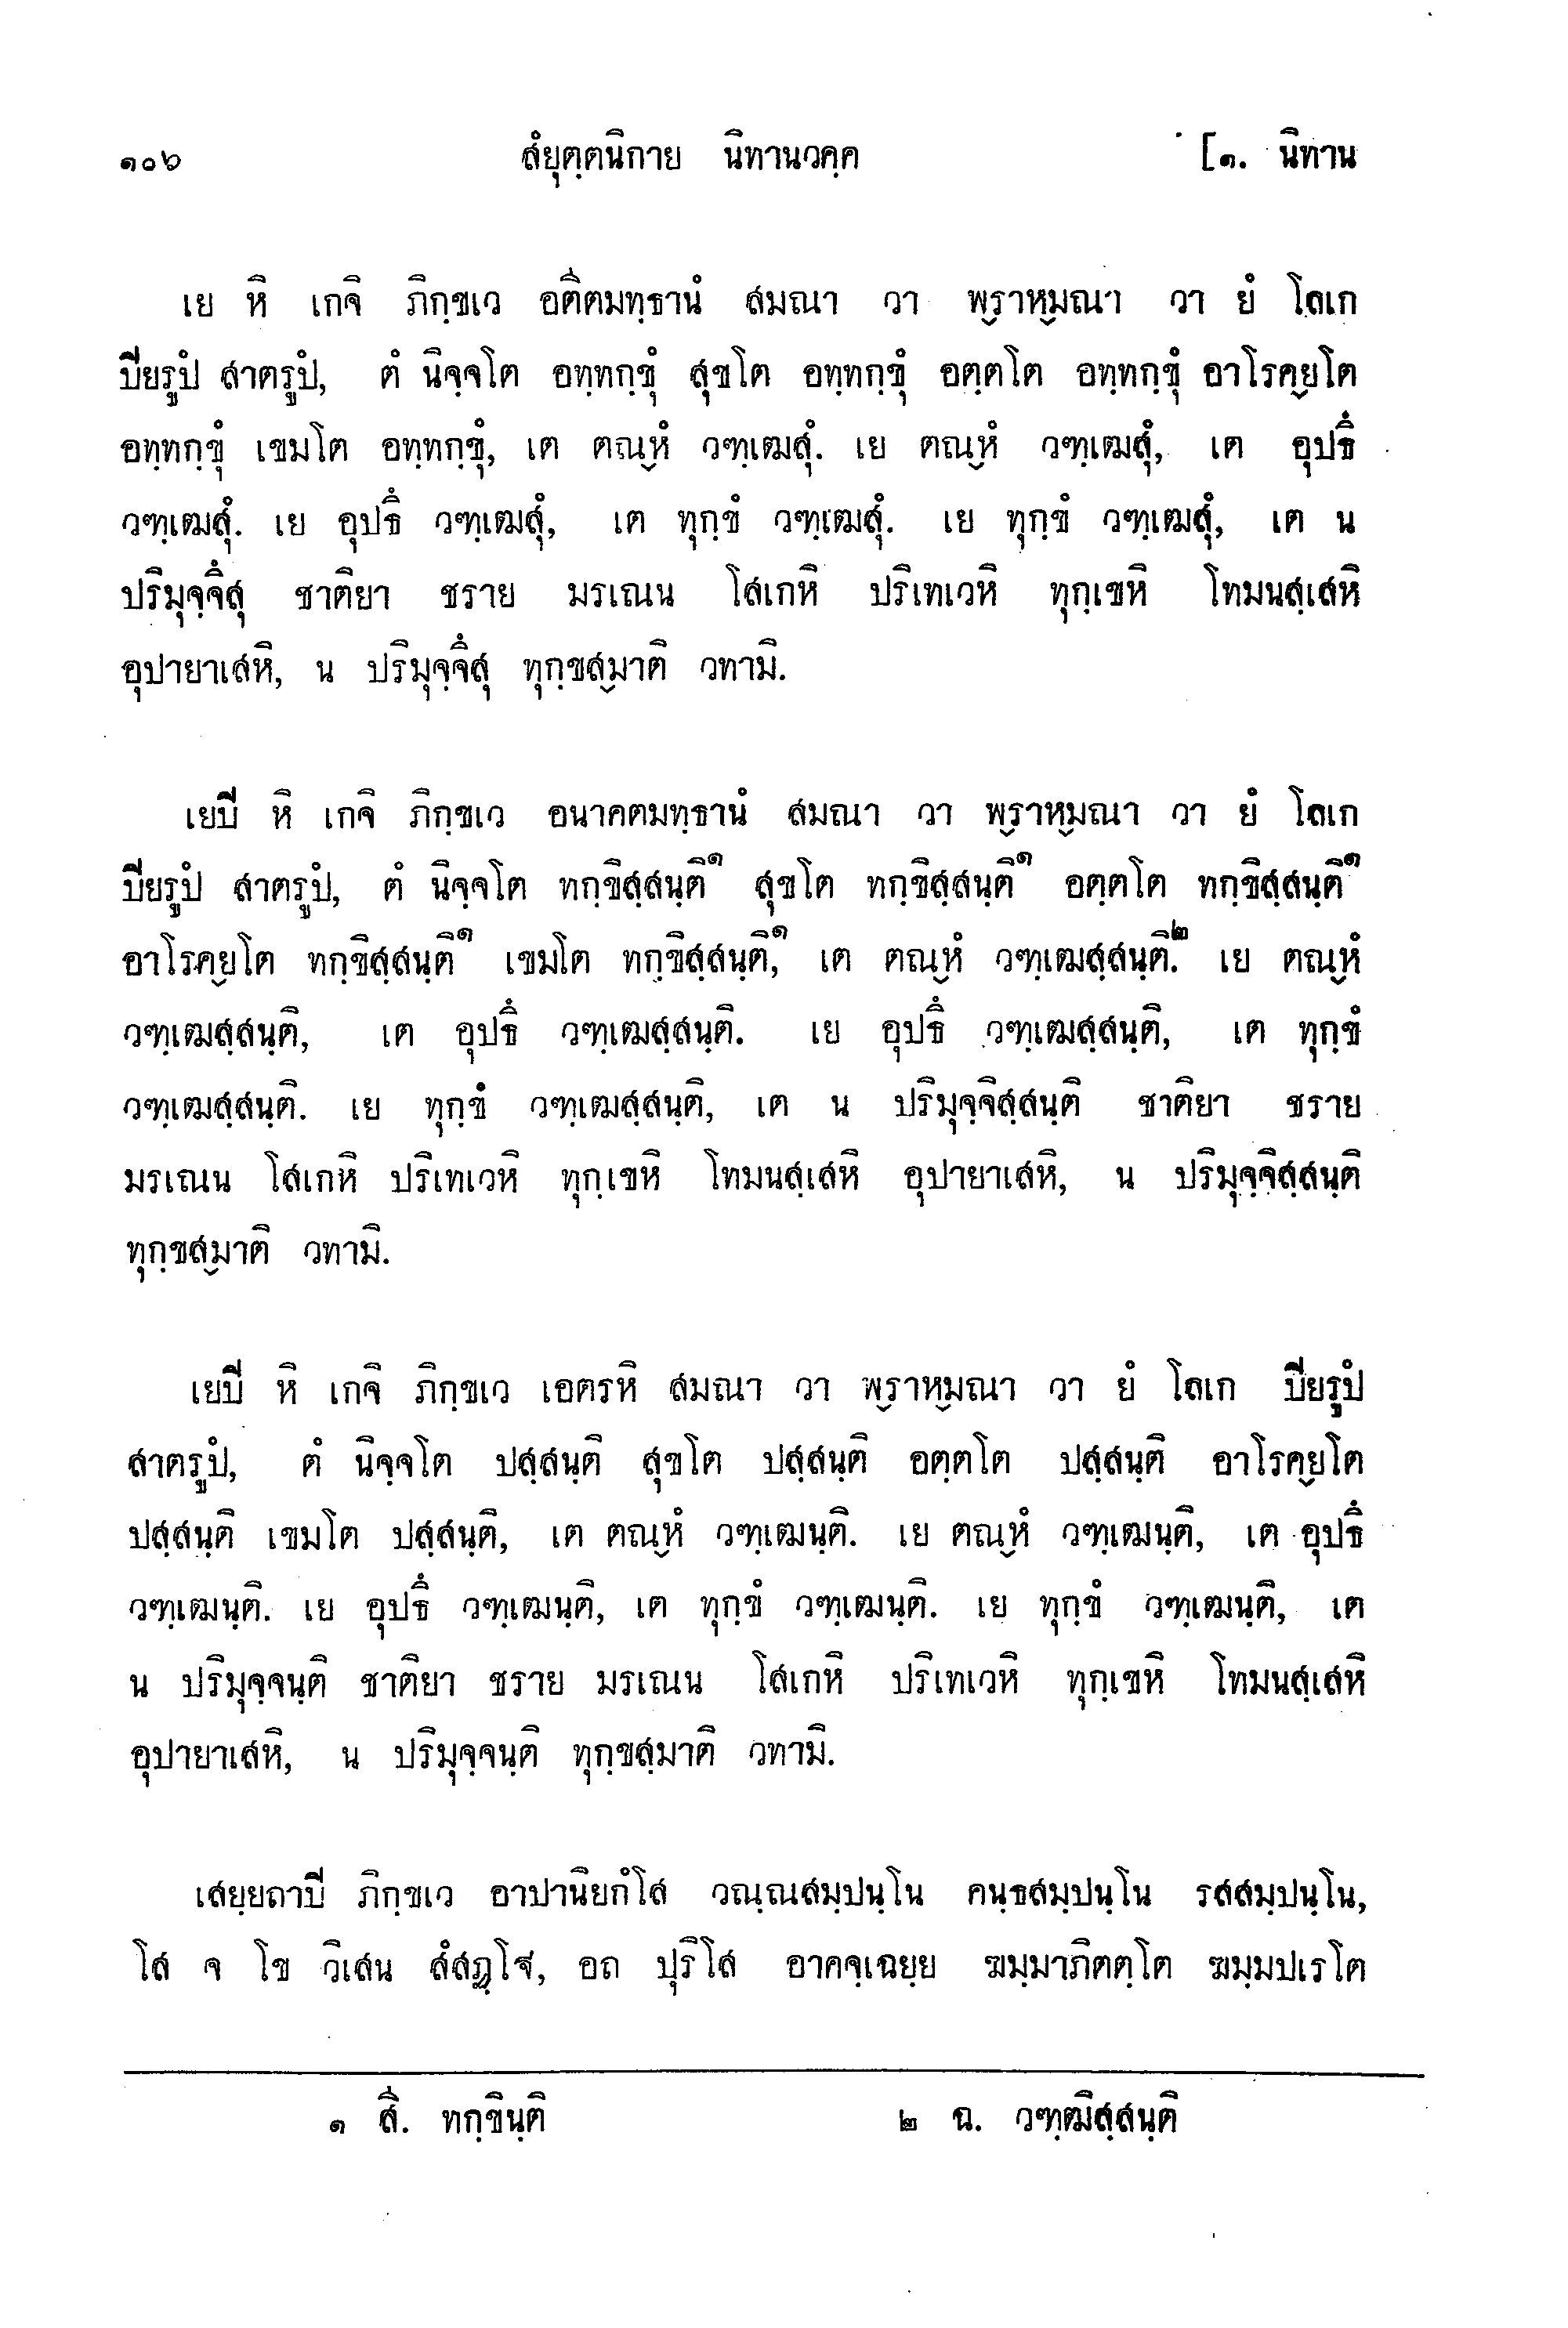 ๑๐๖ สํยุตฺตนิกาย นิทานวคฺค [๑. นิทาน
เย หิ เกจิ ภิกฺขเว อตีตมทฺธานํ สมณา วา พ๎ราห๎มณา วา ยํ โลเก
ปิยรูปํ สาตรูปํ, ตํ นิจฺจโต อทฺทกฺขุํ สุขโต อทฺทกฺขุํ อตฺตโต อทฺทกฺขุํ อาโรค๎ยโต
อทฺทกฺขุํ เขมโต อทฺทกฺขุํ, เต ตณ๎หํ วฑฺเฒสุํ. เย ตณ๎หํ วฑฺเฒสุํ, เต อุปธึ
วฑฺเฒสุํ. เย อุปธึ วฑฺเฒสุํ, เต ทุกฺขํ วฑฺเฒสุํ. เย ทุกฺขํ วฑฺเฒสุํ, เต น
ปริมุจฺจึสุ ชาติยา ชราย มรเณน โสเกหิ ปริเทเวหิ ทุกฺเขหิ โทมนสฺเสหิ
อุปายาเสหิ, น ปริมุจฺจึสุ ทุกฺขส๎มาติ วทามิ.
เยปิ หิ เกจิ ภิกฺขเว อนาคตมทฺธานํ สมณา วา พ๎ราห๎มณา วา ยํ โลเก
ปิยรูปํ สาตรูปํ, ตํ นิจฺจโต ทกฺขิสฺสนฺติ๑ สุขโต ทกฺขิสฺสนฺติ๑ อตฺตโต ทกฺขิสฺสนฺติ๑
อาโรค๎ยโต ทกฺขิสฺสนฺติ๑ เขมโต ทกฺขิสฺสนฺติ,๑ เต ตณ๎หํ วฑฺเฒสฺสนฺติ.๒ เย ตณ๎หํ
วฑฺเฒสฺสนฺติ, เต อุปธึ วฑฺเฒสฺสนฺติ. เย อุปธึ วฑฺเฒสฺสนฺติ, เต ทุกฺขํ
วฑฺเฒสฺสนฺติ. เย ทุกฺขํ วฑฺเฒสฺสนฺติ, เต น ปริมุจฺจิสฺสนฺติ ชาติยา ชราย
มรเณน โสเกหิ ปริเทเวหิ ทุกฺเขหิ โทมนสฺเสหิ อุปายาเสหิ, น ปริมุจฺจิสฺสนฺติ
ทุกฺขส๎มาติ วทามิ.
เยปิ หิ เกจิ ภิกฺขเว เอตรหิ สมณา วา พ๎ราห๎มณา วา ยํ โลเก ปิยรูปํ
สาตรูปํ, ตํ นิจฺจโต ปสฺสนฺติ สุขโต ปสฺสนฺติ อตฺตโต ปสฺสนฺติ อาโรค๎ยโต
ปสฺสนฺติ เขมโต ปสฺสนฺติ, เต ตณ๎หํ วฑฺเฒนฺติ. เย ตณ๎หํ วฑฺเฒนฺติ, เต อุปธึ
วฑฺเฒนฺติ. เย อุปธึ วฑฺเฒนฺติ, เต ทุกฺขํ วฑฺเฒนฺติ. เย ทุกฺขํ วฑฺเฒนฺติ, เต
น ปริมุจฺจนฺติ ชาติยา ชราย มรเณน โสเกหิ ปริเทเวหิ ทุกฺเขหิ โทมนสฺเสหิ
อุปายาเสหิ, น ปริมุจฺจนฺติ ทุกฺขสฺมาติ วทามิ.
เสยฺยถาปิ ภิกฺขเว อาปานิยกํโส วณฺณสมฺปนฺโน คนฺธสมฺปนฺโน รสสมฺปนฺโน,
โส จ โข วิเสน สํสฏฺโฐ, อถ ปุริโส อาคจฺเฉยฺย ฆมฺมาภิตตฺโต ฆมฺมปเรโต
๑ สี. ทกฺขินฺติ ๒ ฉ. วฑฺฒิสฺสนฺติ